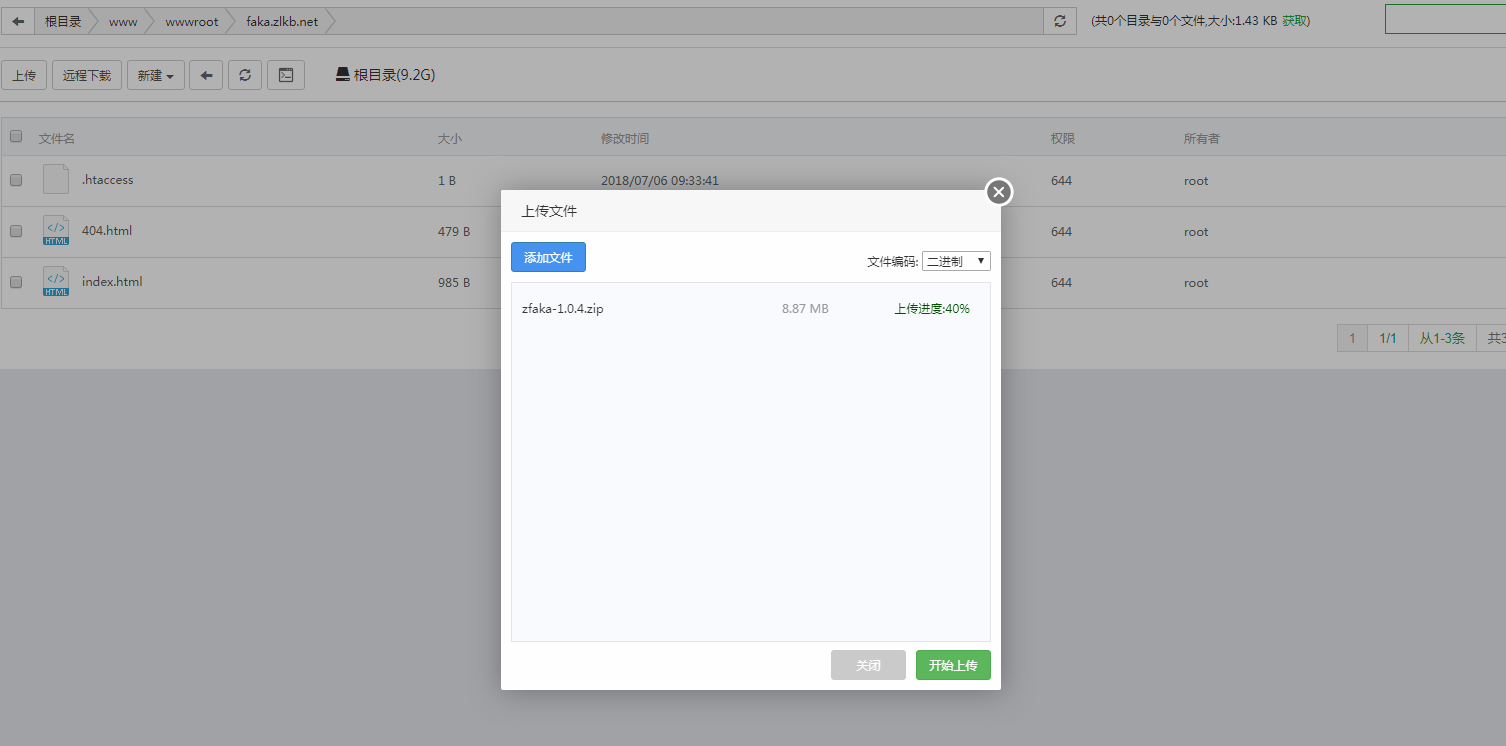 根目录 www wwwroot faka.zlkb.net (共0个目录与0个文件,大小:1.43 KB 获取)
上传 远程下载 新建 根目录(9.2G)
文件名 大小 修改时间 权限 所有者
.htaccess 1 B 2018/07/06 09:33:41 644 root
404.html 479 B 644 root
index.html 985 B 644 root
1 1/1 从1-3条 共3
上传文件
添加文件 文件编码: 二进制
zfaka-1.0.4.zip 8.87 MB 上传进度:40%
关闭 开始上传